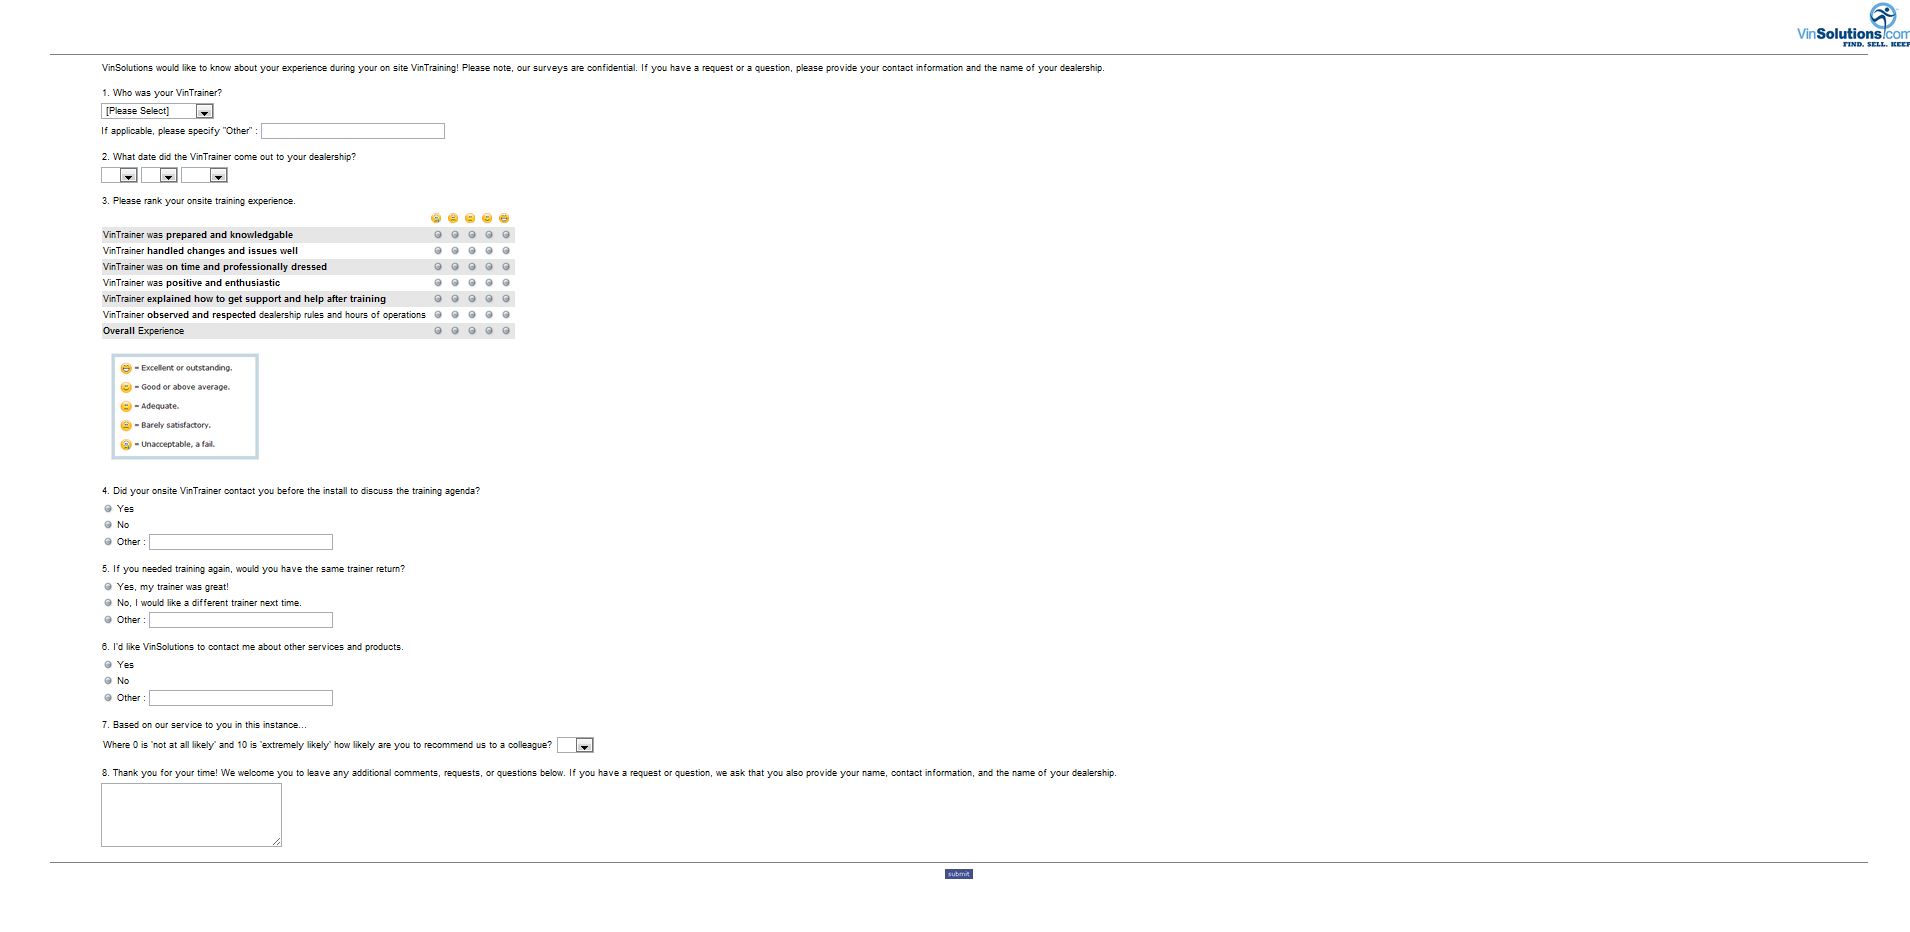 VinSolutions.com
FIND. SELL. KEEP
VinSolutions would like to know about your experience during your on site VinTraining! Please note, our surveys are confidential. If you have a request or a question, please provide your contact information and the name of your dealership.
1. Who was your VinTrainer?
[Please Select]
If applicable, please specify "Other" :
2. What date did the VinTrainer come out to your dealership?
3. Please rank your onsite training experience.
VinTrainer was prepared and knowledgable
VinTrainer handled changes and issues well
VinTrainer was on time and professionally dressed
VinTrainer was positive and enthusiastic
VinTrainer explained how to get support and help after training
VinTrainer observed and respected dealership rules and hours of operations
Overall Experience
= Excellent or outstanding.
= Good or above average.
= Adequate.
= Barely satisfactory.
= Unacceptable, a fail.
4. Did your onsite VinTrainer contact you before the install to discuss the training agenda?
Yes
No
Other :
5. If you needed training again, would you have the same trainer return?
Yes, my trainer was great!
No, I would like a different trainer next time.
Other :
6. I'd like VinSolutions to contact me about other services and products.
Yes
No
Other :
7. Based on our service to you in this instance...
Where 0 is 'not at all likely' and 10 is 'extremely likely' how likely are you to recommend us to a colleague?
8. Thank you for your time! We welcome you to leave any additional comments, requests, or questions below. If you have a request or question, we ask that you also provide your name, contact information, and the name of your dealership.
submit